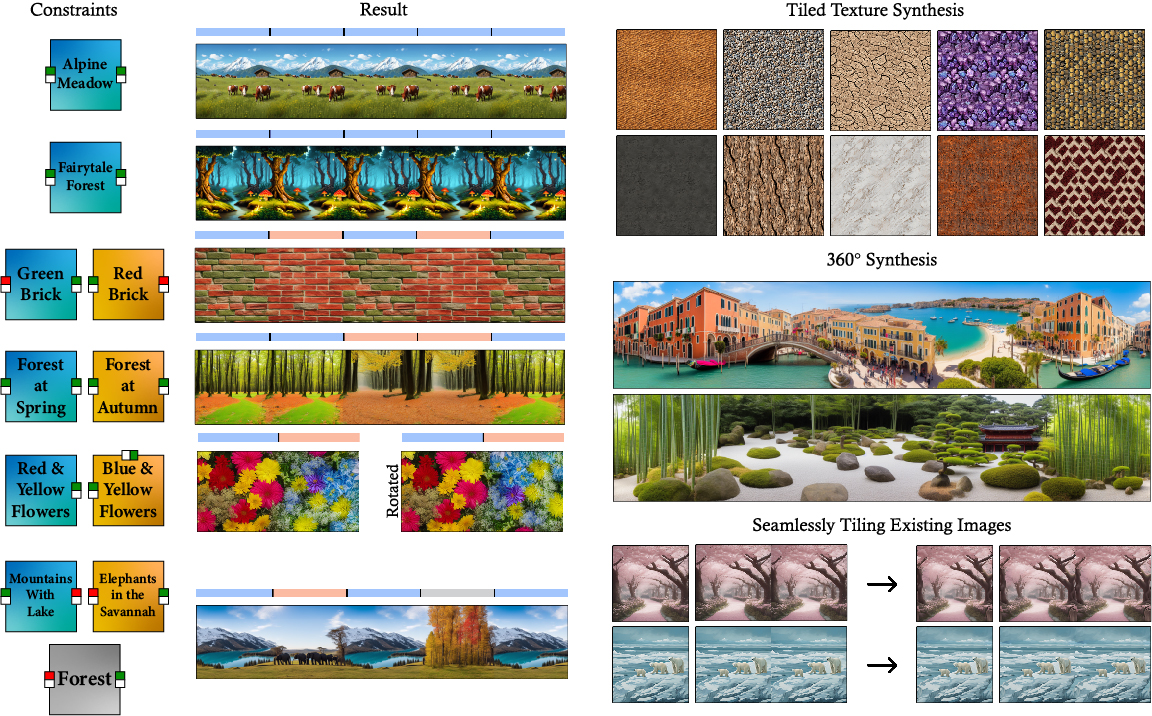 Constraints
Result
Alpine
Meadow
Fairytale
Forest
Green
Brick
Red
Brick
Forest
at
Spring
Forest
at
Autumn
Red &
Yellow
Flowers
Blue &
Yellow
Flowers
Rotated
Mountains
With
Lake
Elephants
in the
Savannah
Forest
Tiled Texture Synthesis
360° Synthesis
Seamlessly Tiling Existing Images